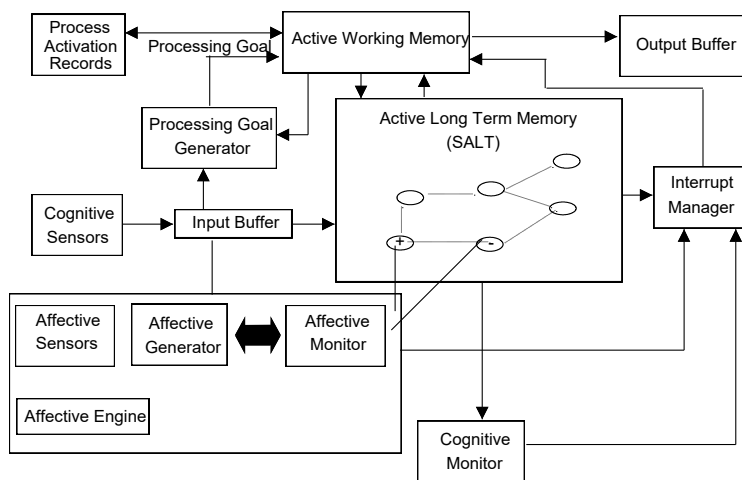 Process
Activation
Records
Processing Goal
Active Working Memory
Output Buffer
Processing Goal
Generator
Active Long Term Memory
(SALT)
Interrupt
Manager
Cognitive
Sensors
Input Buffer
+
-
Affective
Sensors
Affective
Generator
Affective
Monitor
Affective Engine
Cognitive
Monitor